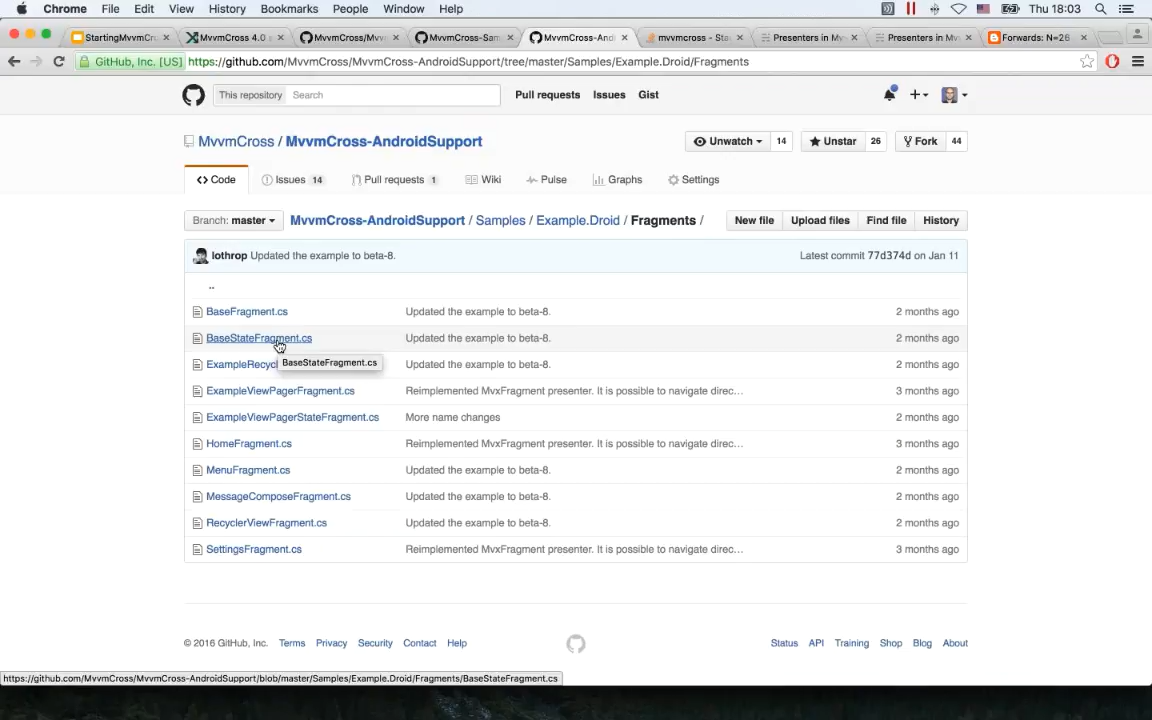 Chrome File Edit View History Bookmarks People Window Help Thu 18:03
StartingMvvmCr MvvmCross 4.0 MvvmCross/Mvv MvvmCross-Sam MvvmCross-And mvvmcross - Sta Presenters in My Presenters in Mv Forwards: N=26
GitHub, Inc. [US] https://github.com/MvvmCross/MvvmCross-AndroidSupport/tree/master/Samples/Example.Droid/Fragments
This repository Search Pull requests Issues Gist
MvvmCross / MvvmCross-AndroidSupport Unwatch 14 Unstar 26 Fork 44
Code Issues 14 Pull requests 1 Wiki Pulse Graphs Settings
Branch: master MvvmCross-AndroidSupport / Samples / Example.Droid / Fragments / New file Upload files Find file History
lothrop Updated the example to beta-8. Latest commit 77d374d on Jan 11
..
BaseFragment.cs Updated the example to beta-8. 2 months ago
BaseStateFragment.cs Updated the example to beta-8. 2 months ago
BaseStateFragment.cs
ExampleRecycl Updated the example to beta-8. 2 months ago
ExampleViewPagerFragment.cs Reimplemented MvxFragment presenter. It is possible to navigate direc… 3 months ago
ExampleViewPagerStateFragment.cs More name changes 2 months ago
HomeFragment.cs Reimplemented MvxFragment presenter. It is possible to navigate direc… 3 months ago
MenuFragment.cs Updated the example to beta-8. 2 months ago
MessageComposeFragment.cs Updated the example to beta-8. 2 months ago
RecyclerViewFragment.cs Updated the example to beta-8. 2 months ago
SettingsFragment.cs Reimplemented MvxFragment presenter. It is possible to navigate direc… 3 months ago
© 2016 GitHub, Inc. Terms Privacy Security Contact Help Status API Training Shop Blog About
https://github.com/MvvmCross/MvvmCross-AndroidSupport/blob/master/Samples/Example.Droid/Fragments/BaseStateFragment.cs